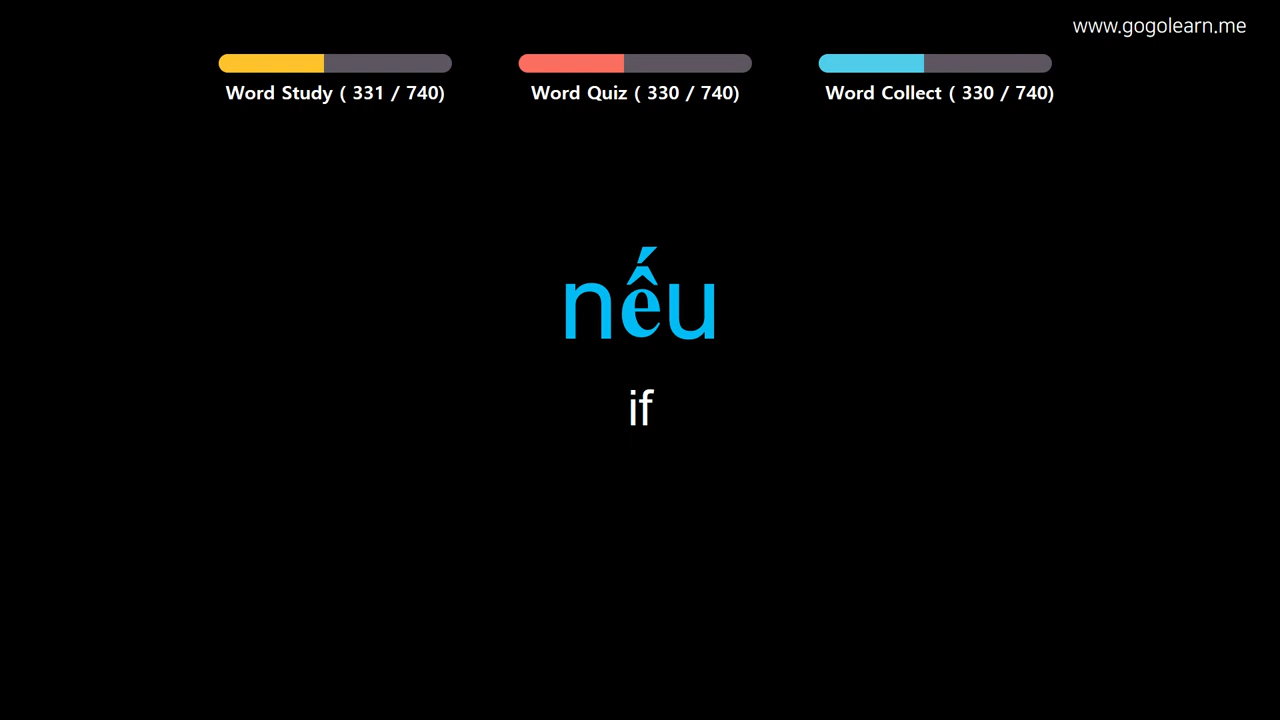 www.gogolearn.me
Word Study ( 331 / 740)
Word Quiz ( 330 / 740)
Word Collect ( 330 / 740)
nếu
if